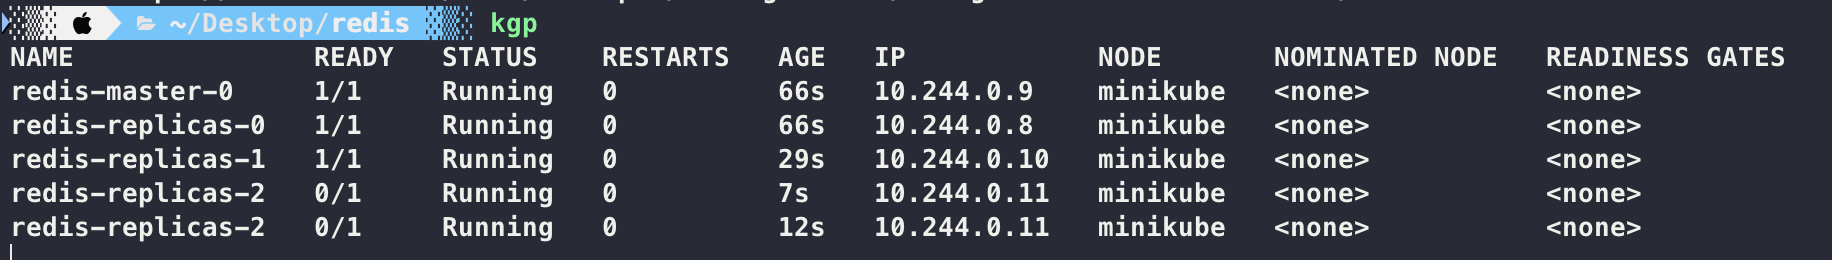 ~/Desktop/redis kgp
NAME READY STATUS RESTARTS AGE IP NODE NOMINATED NODE READINESS GATES
redis-master-0 1/1 Running 0 66s 10.244.0.9 minikube <none> <none>
redis-replicas-0 1/1 Running 0 66s 10.244.0.8 minikube <none> <none>
redis-replicas-1 1/1 Running 0 29s 10.244.0.10 minikube <none> <none>
redis-replicas-2 0/1 Running 0 7s 10.244.0.11 minikube <none> <none>
redis-replicas-2 0/1 Running 0 12s 10.244.0.11 minikube <none> <none>